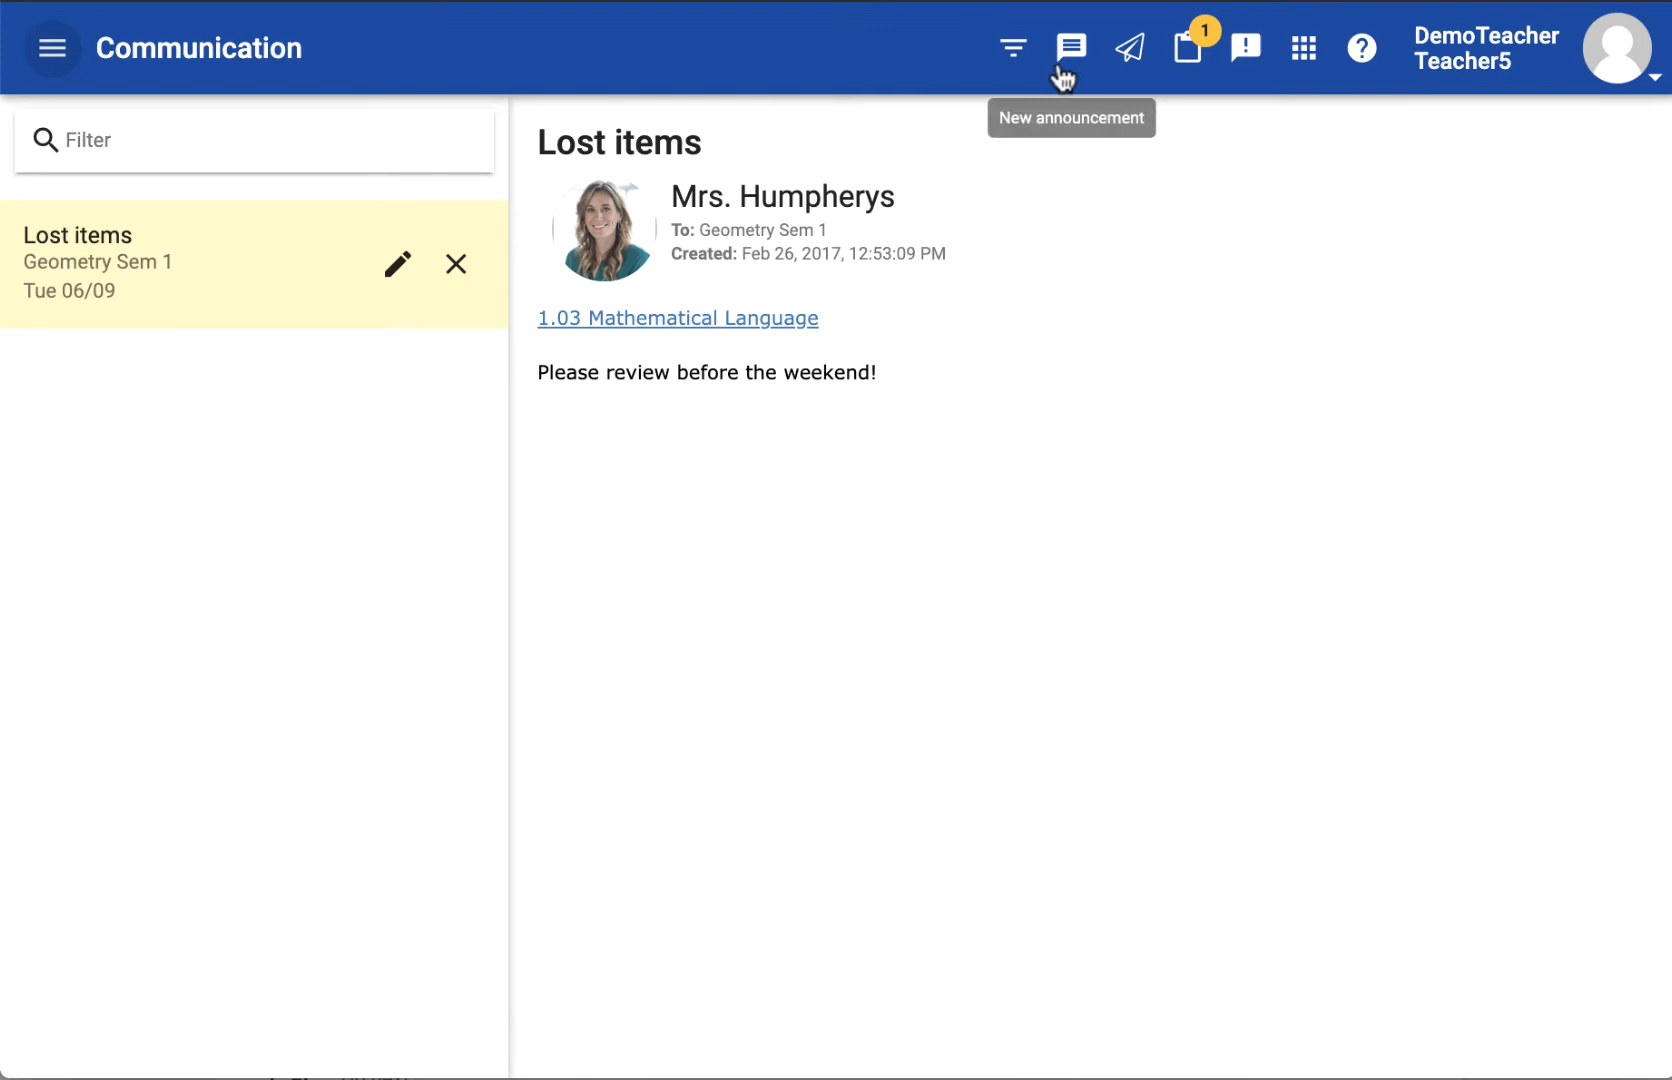 Communication
1
DemoTeacher
Teacher5
New announcement
Filter
Lost items
Geometry Sem 1
Tue 06/09
Lost items
Mrs. Humpherys
To: Geometry Sem 1
Created: Feb 26, 2017, 12:53:09 PM
1.03 Mathematical Language
Please review before the weekend!